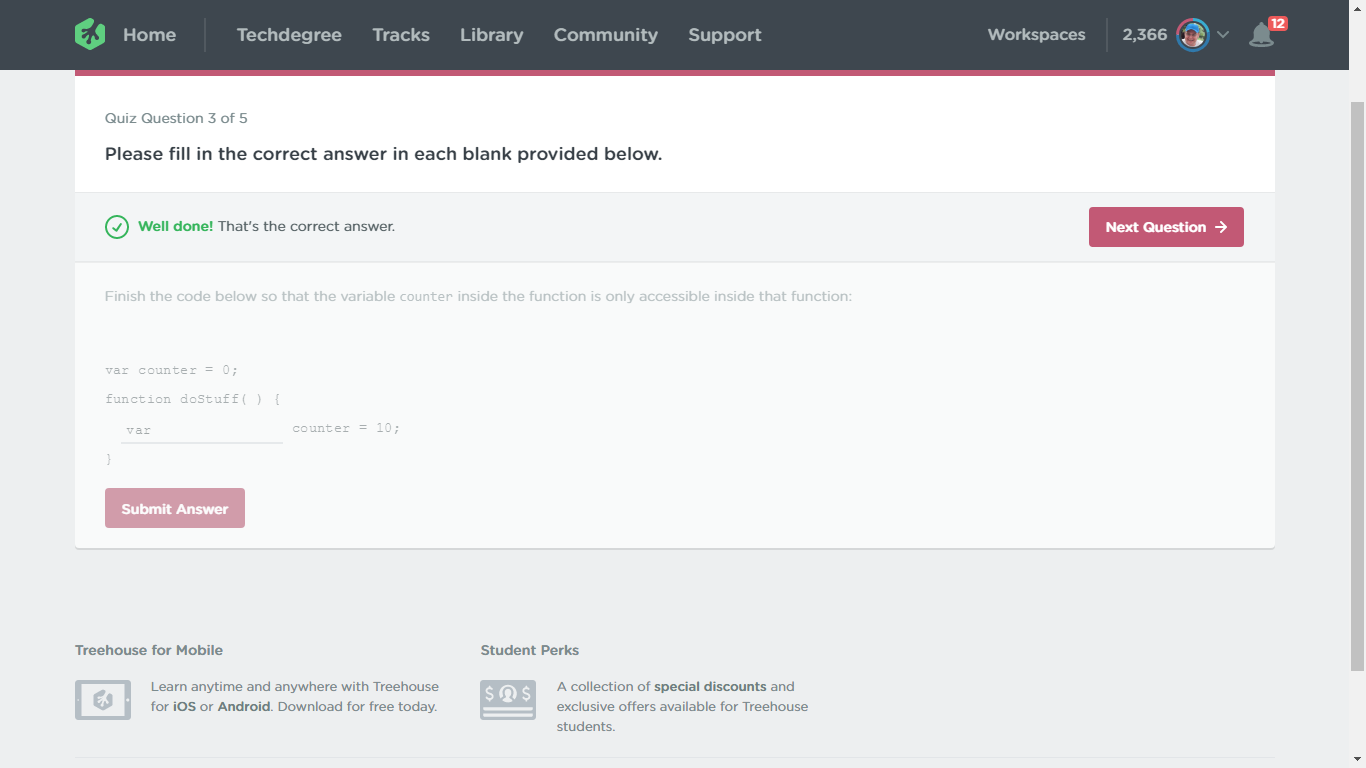 Home Techdegree Tracks Library Community Support Workspaces 2,366 12
Quiz Question 3 of 5
Please fill in the correct answer in each blank provided below.
Well done! That's the correct answer. Next Question →
Finish the code below so that the variable counter inside the function is only accessible inside that function:
var counter = 0;
function doStuff( ) {
var counter = 10;
}
Submit Answer
Treehouse for Mobile
Learn anytime and anywhere with Treehouse
for iOS or Android. Download for free today.
Student Perks
$ $
A collection of special discounts and
exclusive offers available for Treehouse
students.